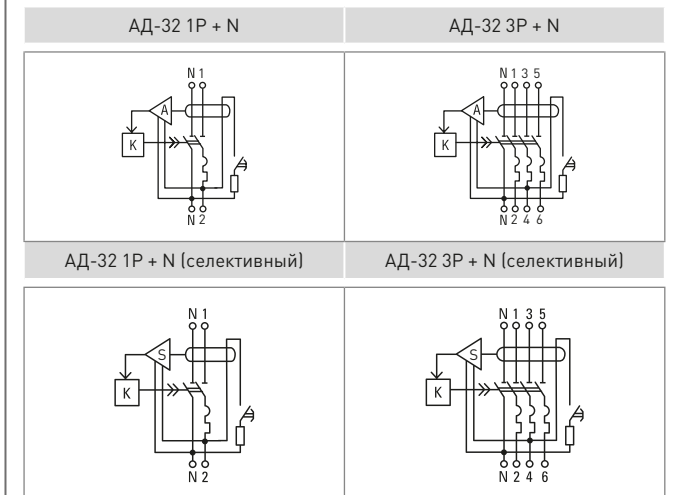 АД-32 1P + N
АД-32 3P + N
N 1
A
K
N 2
N 1 3 5
A
K
N 2 4 6
АД-32 1P + N (селективный)
АД-32 3P + N (селективный)
N 1
S
K
N 2
N 1 3 5
S
K
N 2 4 6